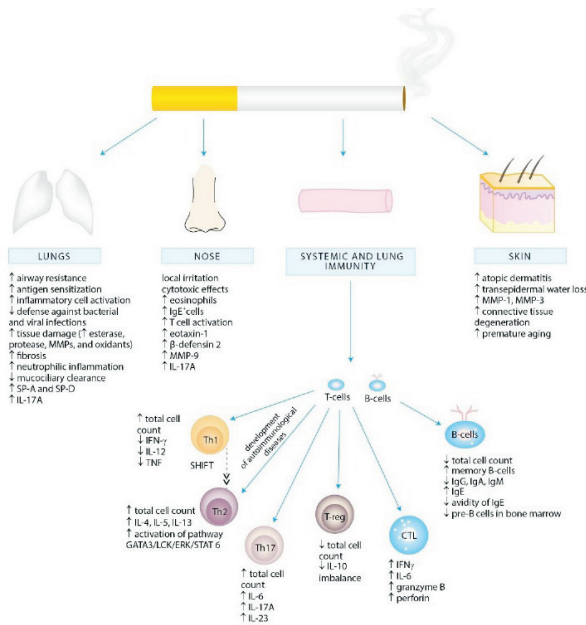 LUNGS
↑ airway resistance
↑ antigen sensitization
↑ inflammatory cell activation
↓ defense against bacterial
and viral infections
↑ tissue damage (↑ esterase,
protease, MMPs, and oxidants)
↑ fibrosis
↑ neutrophilic inflammation
↓ mucociliary clearance
↑ SP-A and SP-D
↑ IL-17A
NOSE
local irritation
cytotoxic effects
↑ eosinophils
↑ IgE⁺cells
↑ T cell activation
↑ eotaxin-1
↑ β-defensin 2
↑ MMP-9
↑ IL-17A
SYSTEMIC AND LUNG
IMMUNITY
SKIN
↑ atopic dermatitis
↑ transepidermal water loss
↑ MMP-1, MMP-3
↑ connective tissue
degeneration
↑ premature aging
T-cells
B-cells
↑ total cell
count
↓ IFN-γ
↓ IL-12
↓ TNF
Th1
SHIFT
development
of autoimmunological
diseases
Th2
↑ total cell count
↑ IL-4, IL-5, IL-13
↑ activation of pathway
GATA3/LCK/ERK/STAT 6
Th17
↑ total cell
count
↑ IL-6
↑ IL-17A
↑ IL-23
T-reg
↓ total cell
count
↓ IL-10
imbalance
CTL
↑ IFNγ
↑ IL-6
↑ granzyme B
↑ perforin
B-cells
↓ total count
↑ memory B-cells
↓ IgG, IgA, IgM
↑ IgE
↓ avidity of IgE
↓ pre-B cells in bone marrow